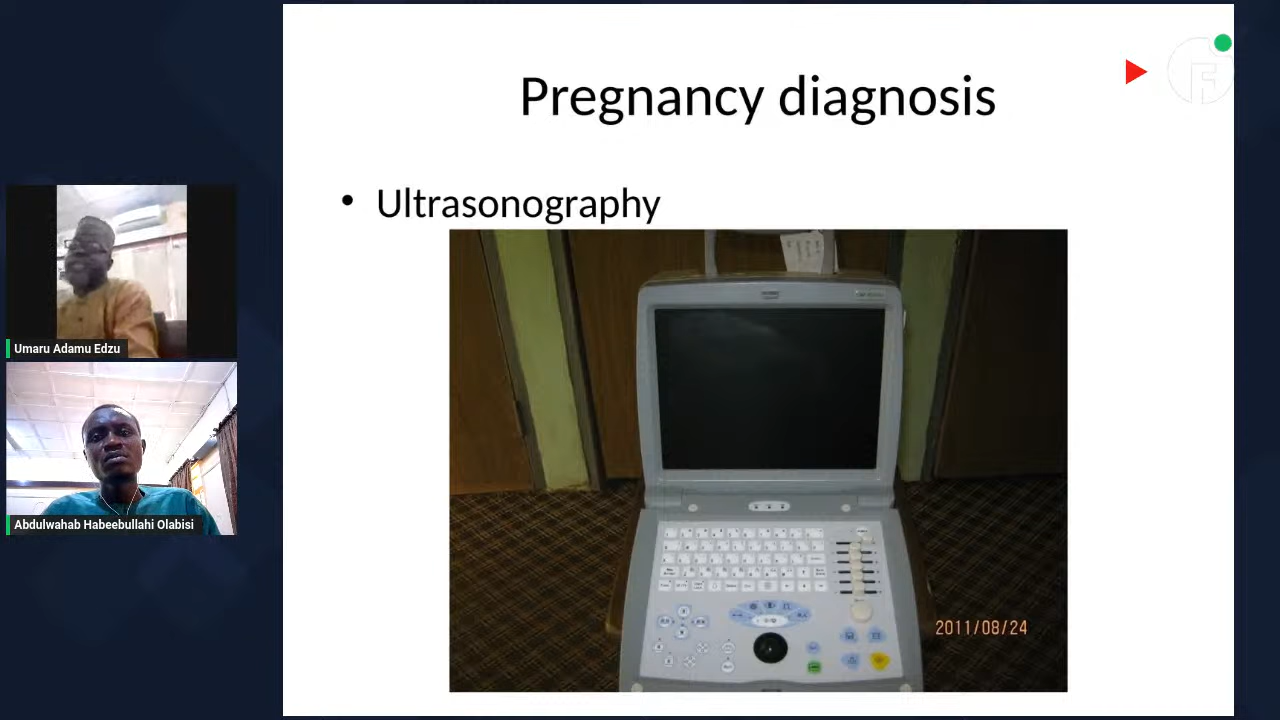 Pregnancy diagnosis
• Ultrasonography
Umaru Adamu Edzu
Abdulwahab Habeebullahi Olabisi
2011/08/24